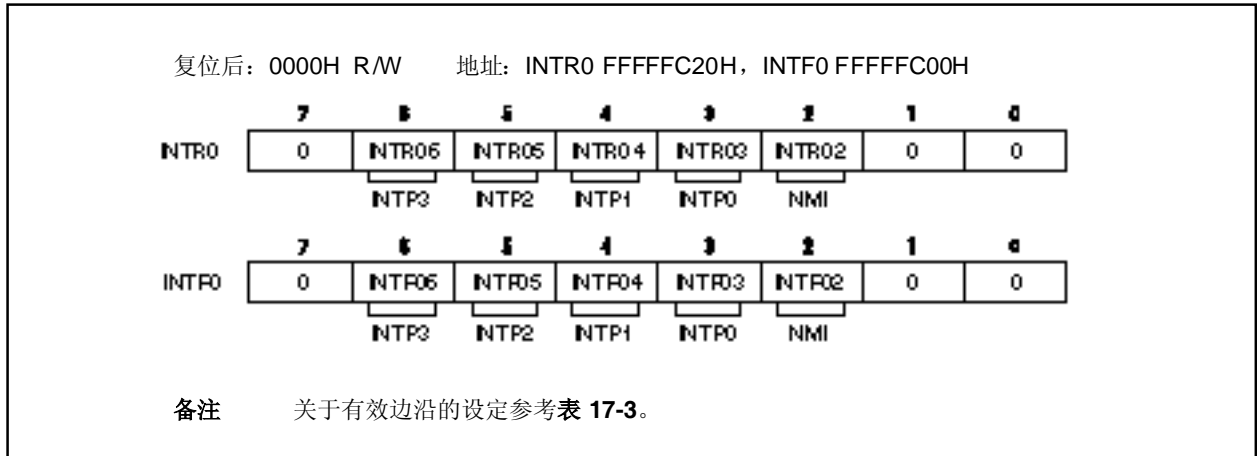 复位后：0000H R/W 地址：INTR0 FFFFFC20H，INTF0 FFFFFC00H
7 6 5 4 3 2 1 0
INTR0 0 INTR06 INTR05 INTR04 INTR03 INTR02 0 0
INTP3 INTP2 INTP1 INTP0 NMI
7 6 5 4 3 2 1 0
INTF0 0 INTF06 INTF05 INTF04 INTF03 INTF02 0 0
INTP3 INTP2 INTP1 INTP0 NMI
备注 关于有效边沿的设定参考表 17-3。